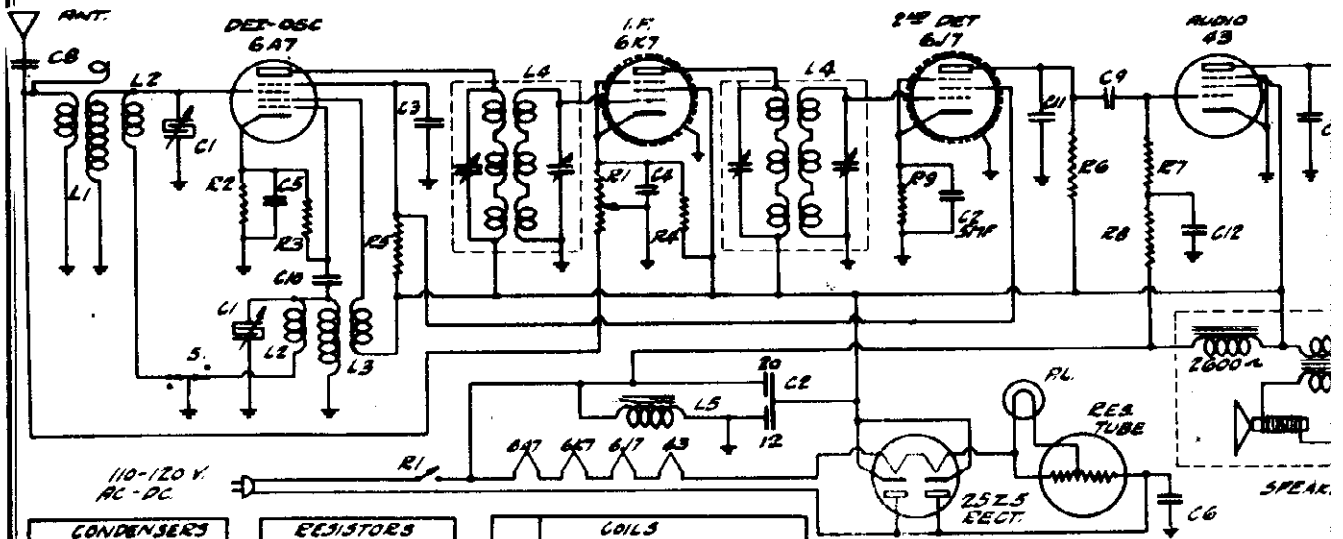 ANT.
DET-OSC
6A7
I.F.
6K7
2ND DET
6J7
AUDIO
43
C8
L2
L4
L4
C9
C1
C3
C11
L1
R2
C5
R3
R5
R1
C4
R4
R9
C2
5MF
R6
R7
R8
C12
C10
C1
L2
L3
S.
20
C2
L5
12
P.L.
2600~
RES.
TUBE
6A7
6K7
6J7
43
110-120 V.
AC-DC
R1
25Z5
RECT.
C6
SPEAK
C
CONDENSERS
RESISTORS
COILS